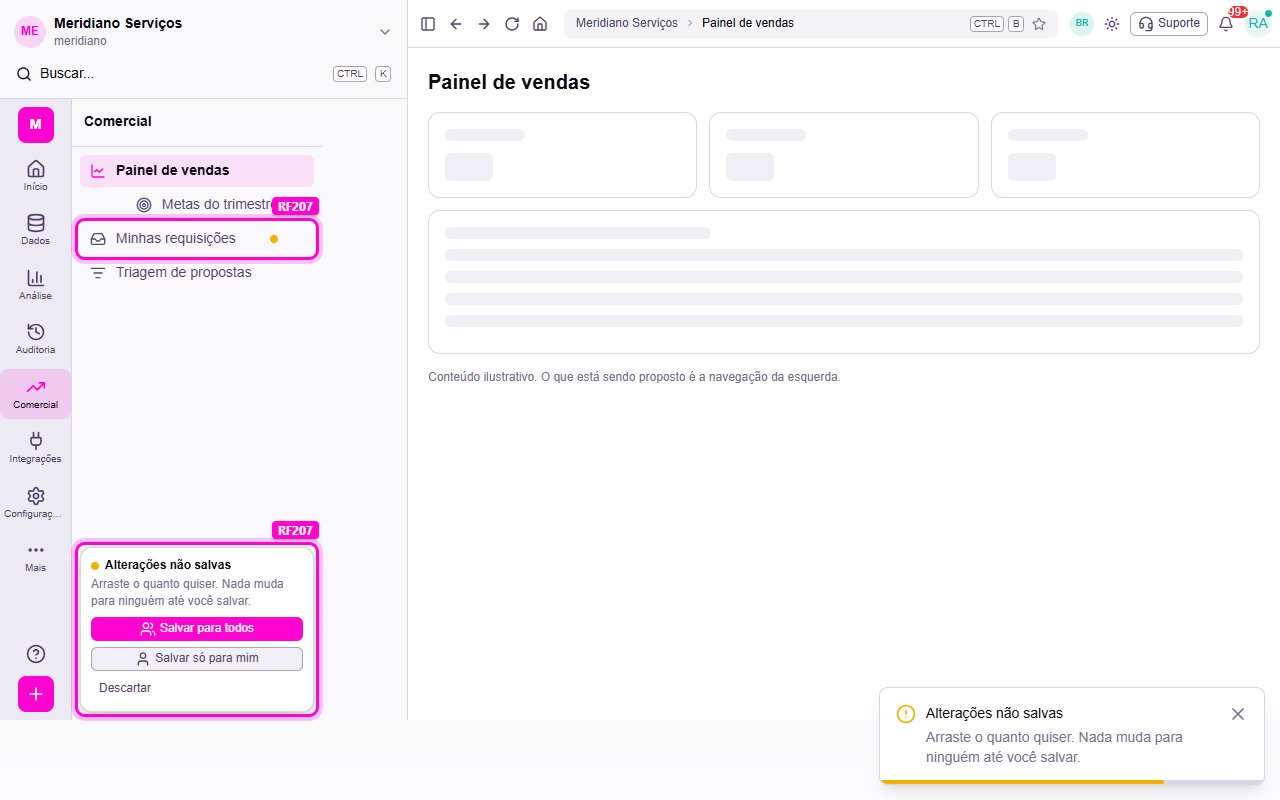 ME
Meridiano Serviços
meridiano
Buscar...
CTRL K
Meridiano Serviços > Painel de vendas
CTRL B
BR
Suporte
99+
RA
M
Início
Dados
Análise
Auditoria
Comercial
Integrações
Configuraç...
Mais
Comercial
Painel de vendas
Metas do trimestre
RF207
Minhas requisições
Triagem de propostas
RF207
Alterações não salvas
Arraste o quanto quiser. Nada muda
para ninguém até você salvar.
Salvar para todos
Salvar só para mim
Descartar
Painel de vendas
Conteúdo ilustrativo. O que está sendo proposto é a navegação da esquerda.
Alterações não salvas
Arraste o quanto quiser. Nada muda para
ninguém até você salvar.